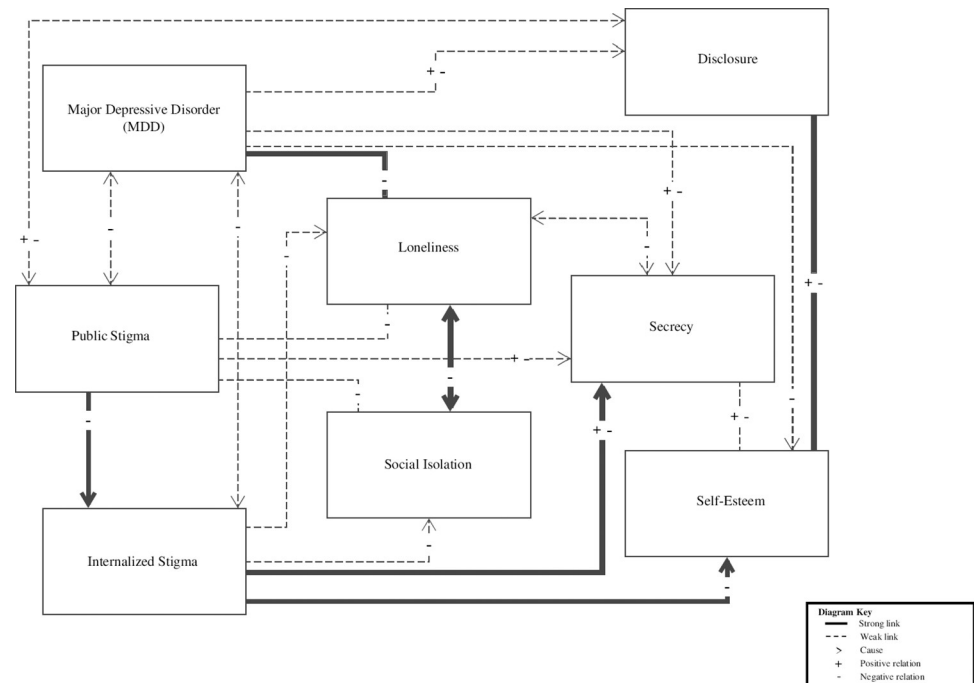 Disclosure
+ -
-
Major Depressive Disorder
(MDD)
-
+ -
-
-
-
Loneliness
+ -
-
-
-
Public Stigma
-
Secrecy
+ -
+ -
-
-
-
-
+ -
+ -
Social Isolation
Self-Esteem
-
Internalized Stigma
-
Diagram Key
Strong link
Weak link
> Cause
+ Positive relation
- Negative relation